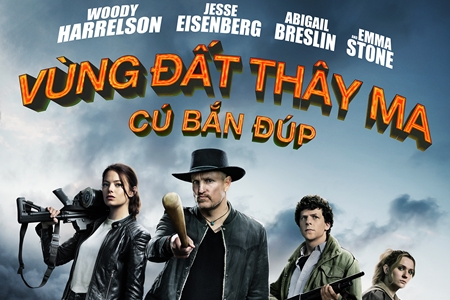 WOODY HARRELSON
JESSE EISENBERG
ABIGAIL BRESLIN
...EMMA STONE
VÙNG ĐẤT THÂY MA
CÚ BẮN ĐÚP